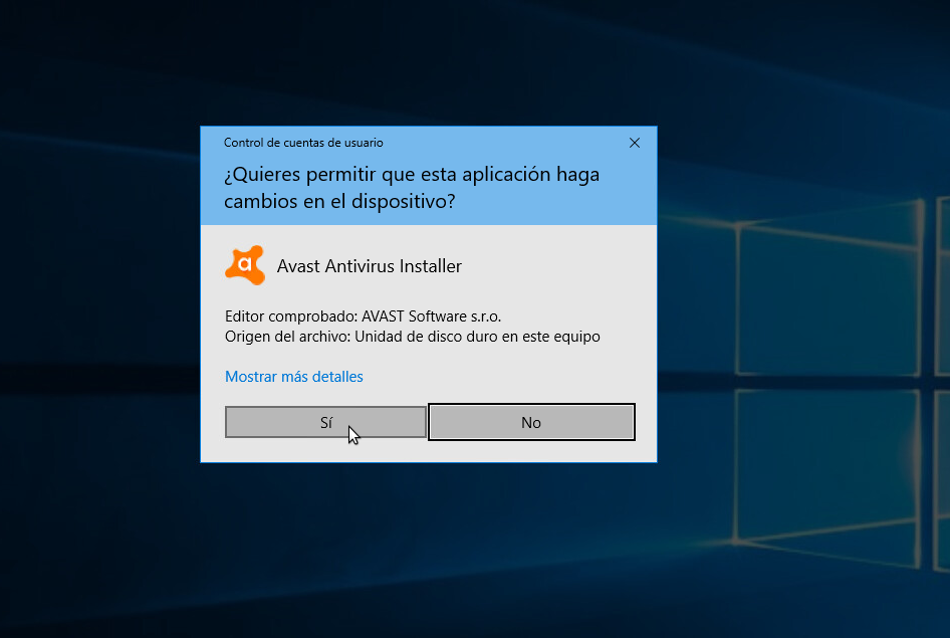 Control de cuentas de usuario
¿Quieres permitir que esta aplicación haga
cambios en el dispositivo?
a
Avast Antivirus Installer
Editor comprobado: AVAST Software s.r.o.
Origen del archivo: Unidad de disco duro en este equipo
Mostrar más detalles
Sí No